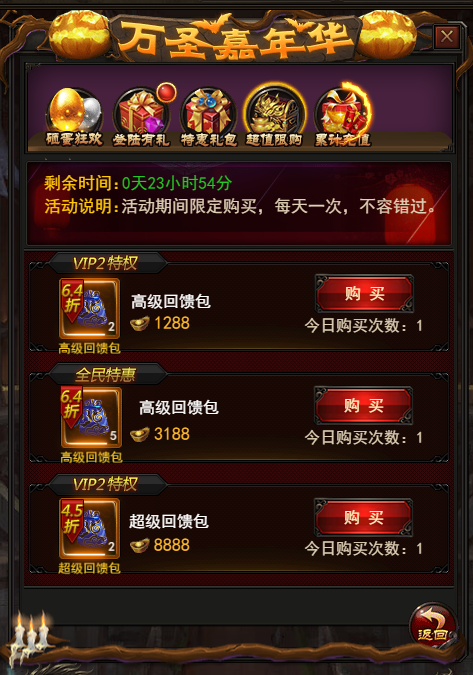 万圣嘉年华
砸蛋狂欢 登陆有礼 特惠礼包 超值限购 累计充值
剩余时间:0天23小时54分
活动说明:活动期间限定购买，每天一次，不容错过。
VIP2特权
6.4折
2
高级回馈包
高级回馈包
1288
购买
今日购买次数：1
全民特惠
6.4折
5
高级回馈包
高级回馈包
3188
购买
今日购买次数：1
VIP2特权
4.5折
2
超级回馈包
超级回馈包
8888
购买
今日购买次数：1
返回